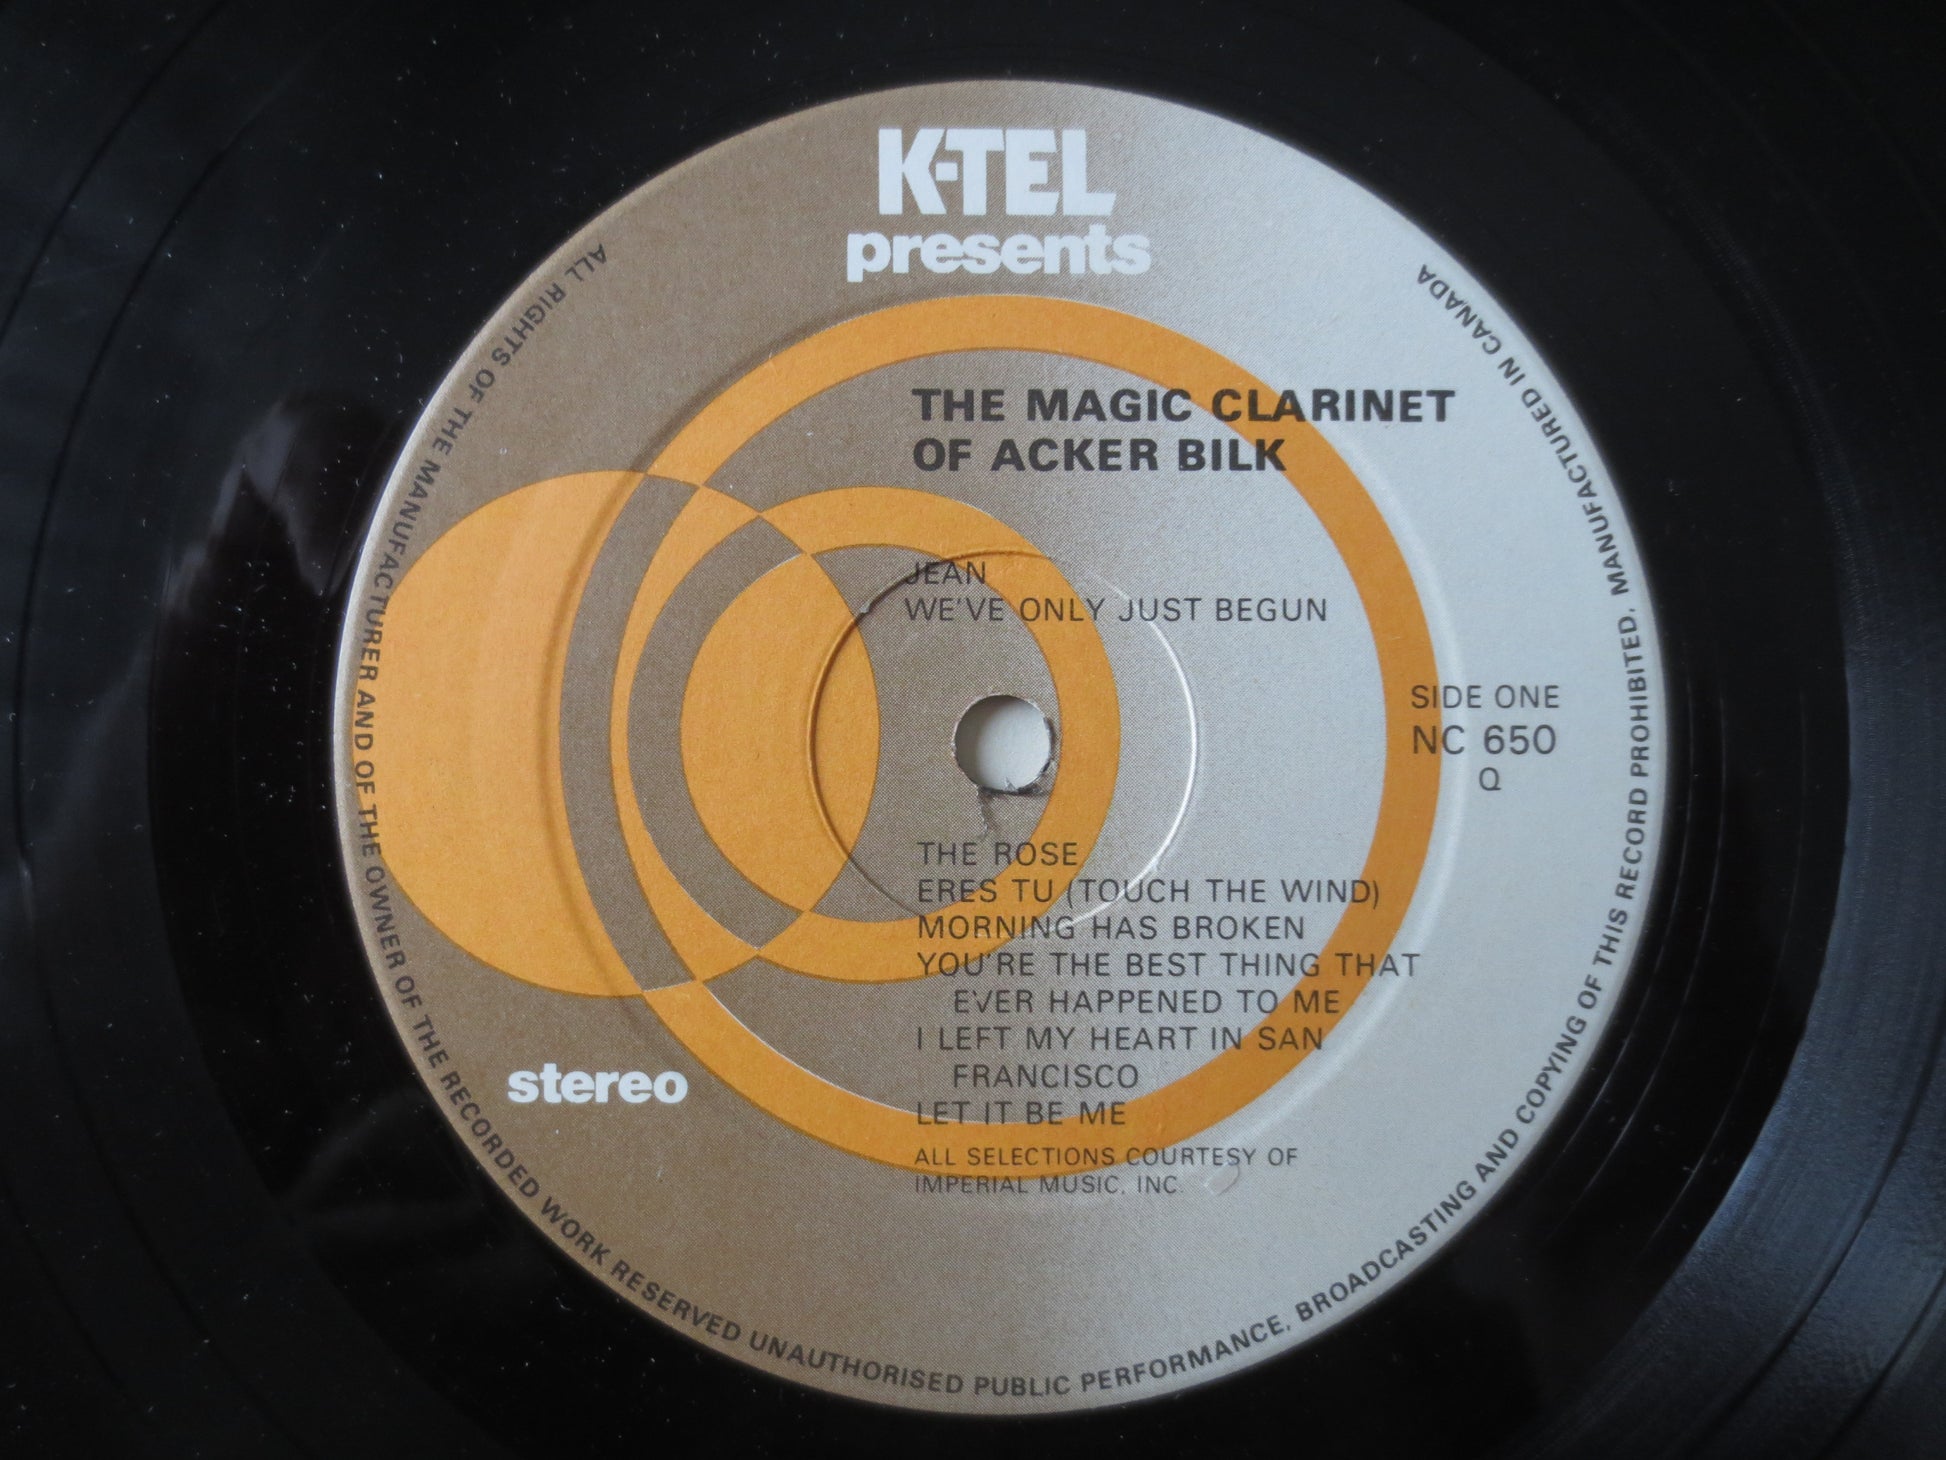 K-TEL
presents
THE MAGIC CLARINET
OF ACKER BILK
JEAN
WE'VE ONLY JUST BEGUN
SIDE ONE
NC 650
Q
THE ROSE
ERES TU (TOUCH THE WIND)
MORNING HAS BROKEN
YOU'RE THE BEST THING THAT
EVER HAPPENED TO ME
I LEFT MY HEART IN SAN
FRANCISCO
LET IT BE ME
ALL SELECTIONS COURTESY OF
IMPERIAL MUSIC, INC.
stereo
ALL RIGHTS OF THE MANUFACTURER AND OF THE OWNER OF THE RECORDED WORK RESERVED UNAUTHORISED PUBLIC PERFORMANCE, BROADCASTING AND COPYING OF THIS RECORD PROHIBITED. MANUFACTURED IN CANADA